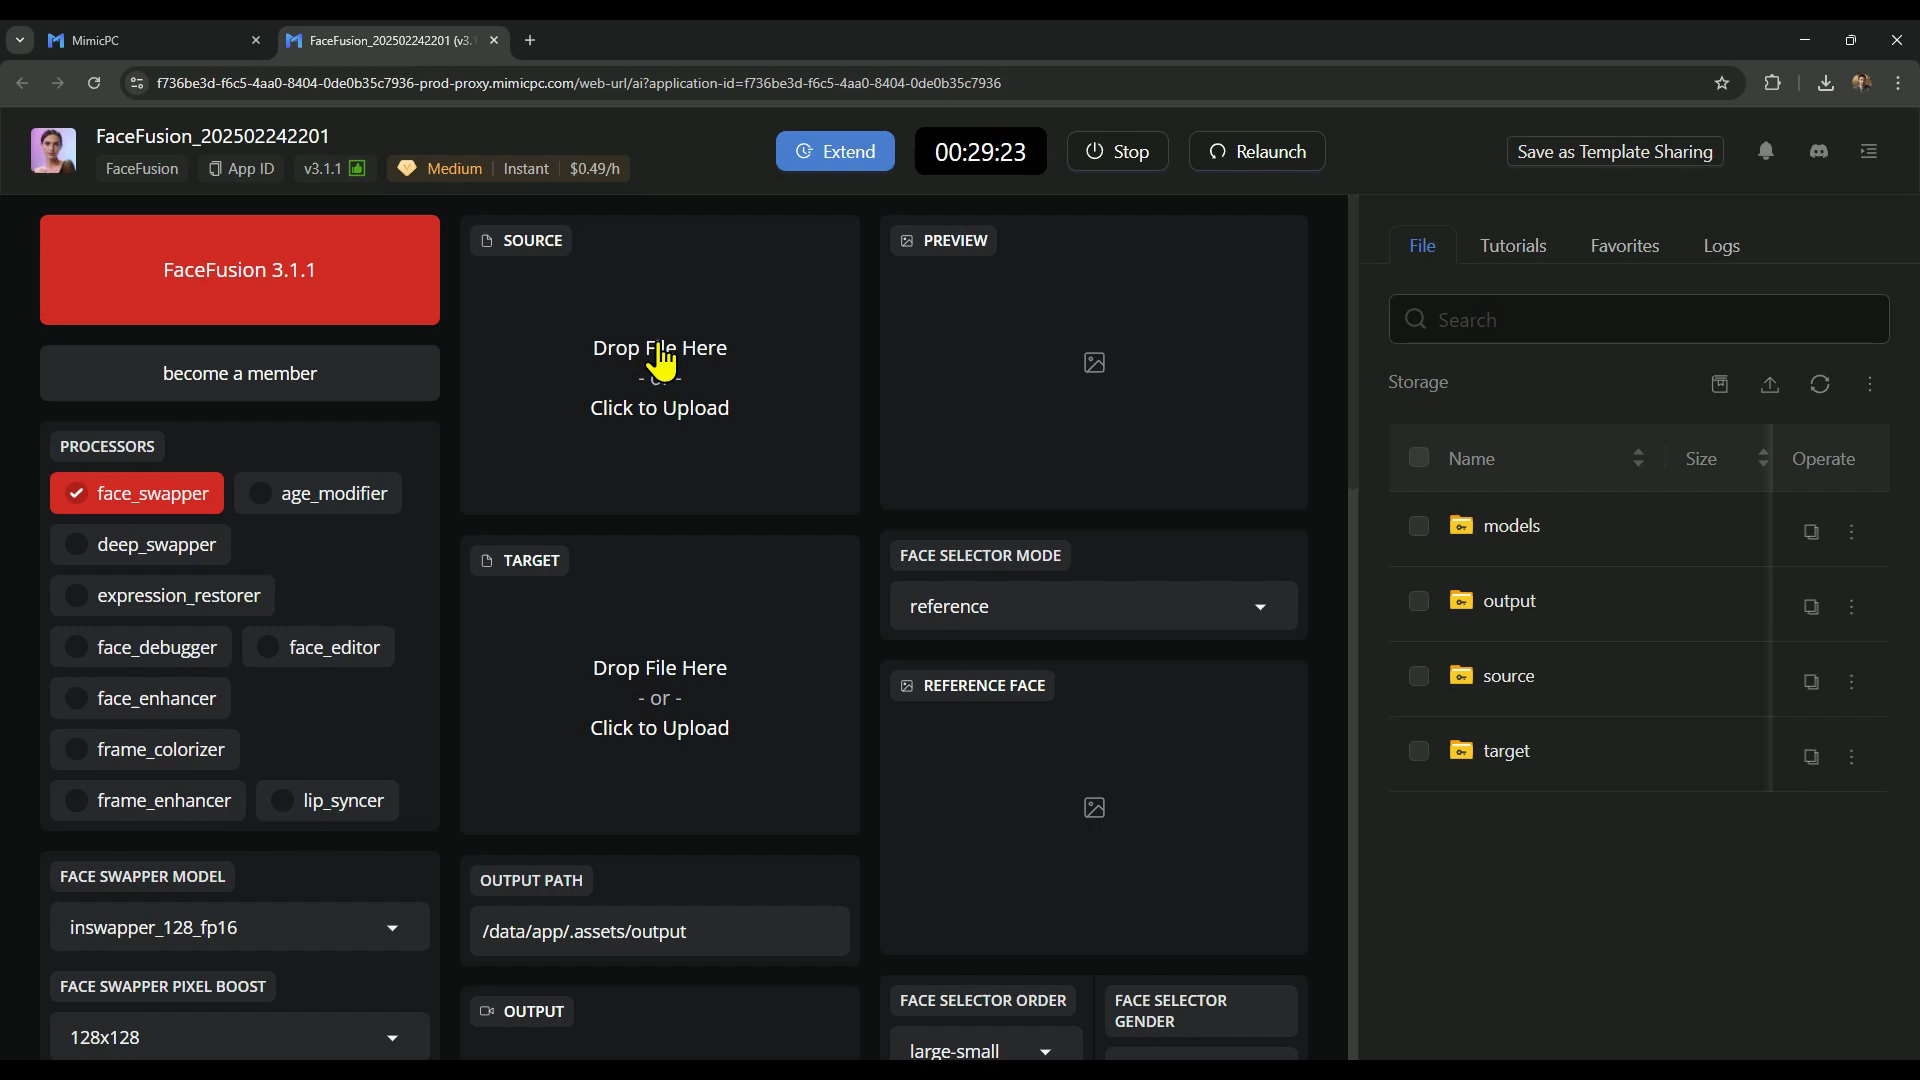 MimicPC
FaceFusion_202502242201 (v3.1
f736be3d-f6c5-4aa0-8404-0de0b35c7936-prod-proxy.mimicpc.com/web-url/ai?application-id=f736be3d-f6c5-4aa0-8404-0de0b35c7936
FaceFusion_202502242201
FaceFusion App ID v3.1.1 Medium Instant $0.49/h
Extend 00:29:23 Stop Relaunch
Save as Template Sharing
FaceFusion 3.1.1
become a member
PROCESSORS
face_swapper age_modifier
deep_swapper
expression_restorer
face_debugger face_editor
face_enhancer
frame_colorizer
frame_enhancer lip_syncer
FACE SWAPPER MODEL
inswapper_128_fp16
FACE SWAPPER PIXEL BOOST
128x128
SOURCE
Drop File Here
- or -
Click to Upload
TARGET
Drop File Here
- or -
Click to Upload
OUTPUT PATH
/data/app/.assets/output
OUTPUT
PREVIEW
FACE SELECTOR MODE
reference
REFERENCE FACE
FACE SELECTOR ORDER
large-small
FACE SELECTOR
GENDER
File Tutorials Favorites Logs
Search
Storage
Name Size Operate
models
output
source
target